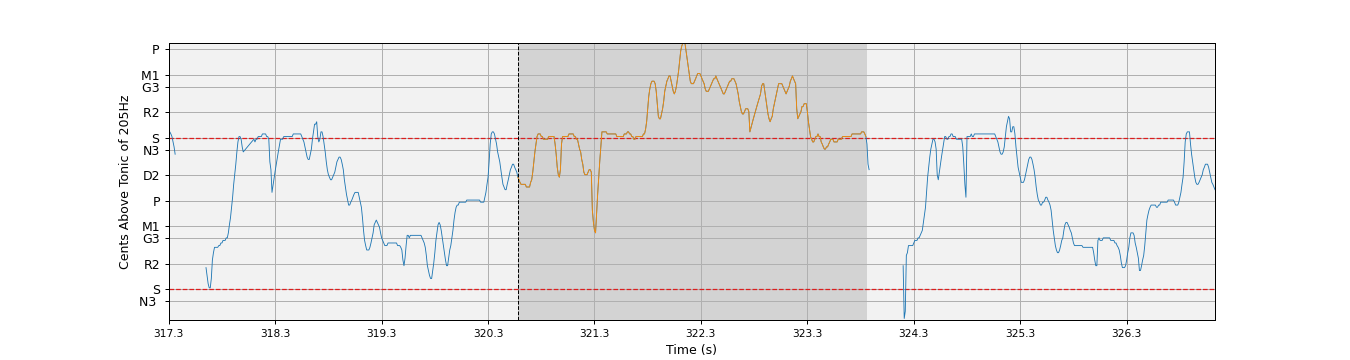 P
M1
G3
R2
S
N3
D2
P
M1
G3
R2
S
N3
Cents Above Tonic of 205Hz
317.3 318.3 319.3 320.3 321.3 322.3 323.3 324.3 325.3 326.3
Time (s)